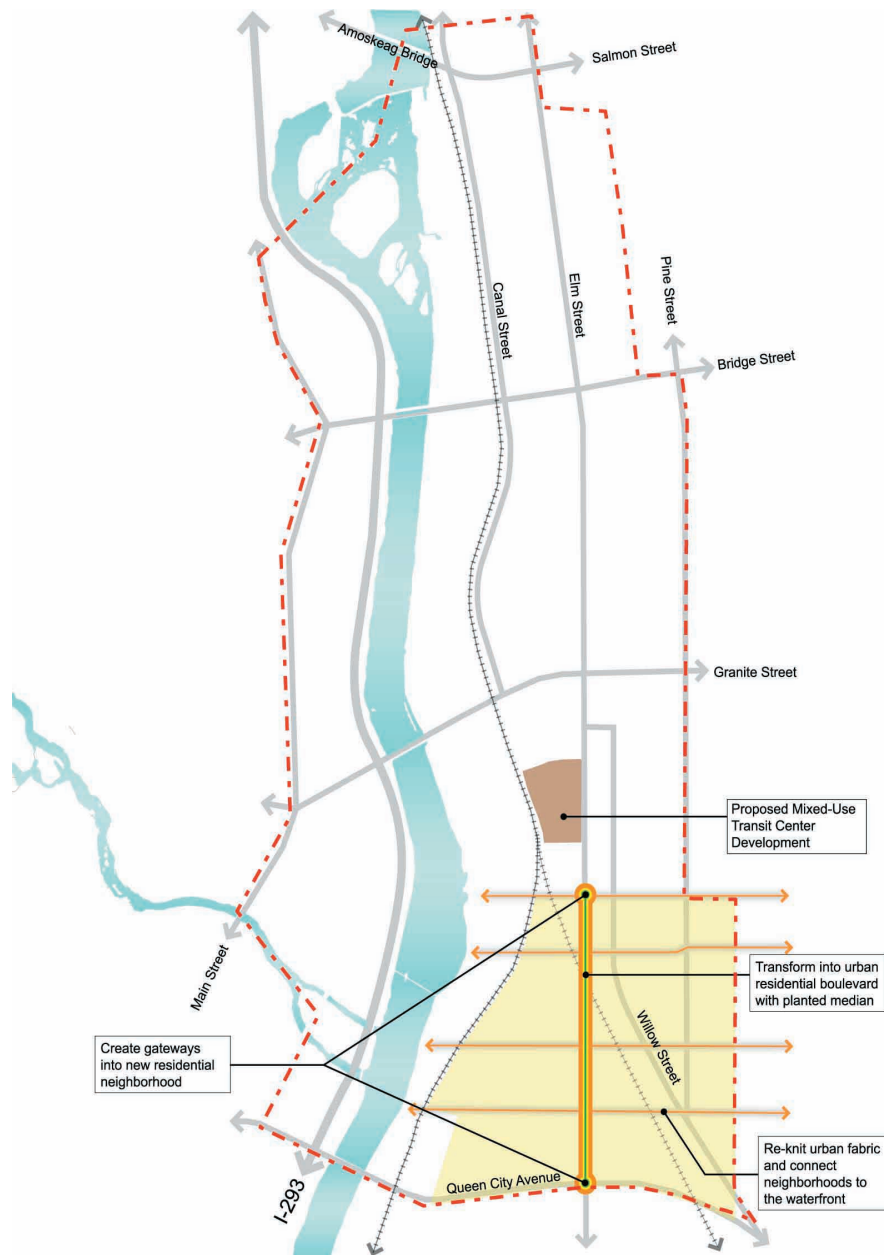 Amoskeag Bridge
Salmon Street
Canal Street
Elm Street
Pine Street
Bridge Street
Granite Street
Proposed Mixed-Use
Transit Center
Development
Main Street
Transform into urban
residential boulevard
with planted median
Create gateways
into new residential
neighborhood
Willow Street
Re-knit urban fabric
and connect
neighborhoods to
the waterfront
Queen City Avenue
I-293